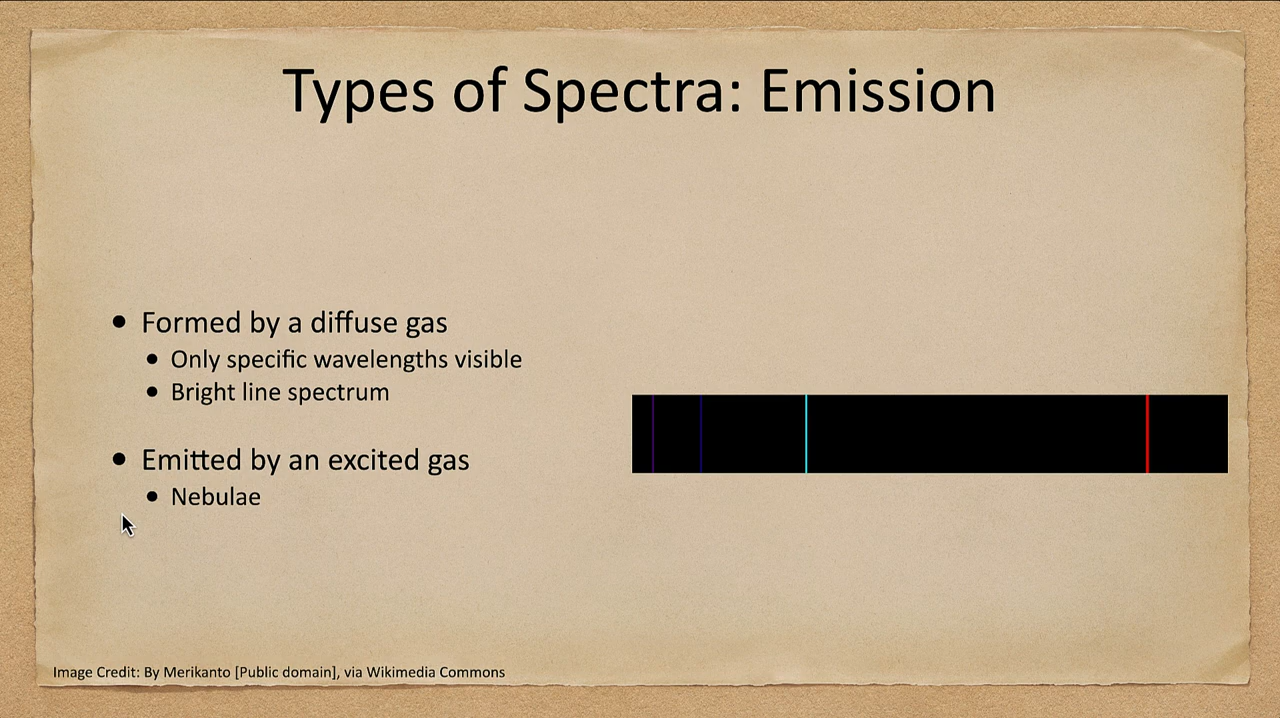 Types of Spectra: Emission
• Formed by a diffuse gas
• Only specific wavelengths visible
• Bright line spectrum
• Emitted by an excited gas
• Nebulae
Image Credit: By Merikanto [Public domain], via Wikimedia Commons